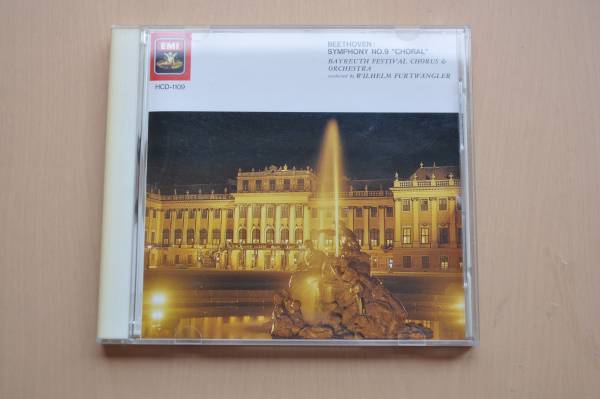 EMI
HCD-1109
BEETHOVEN:
SYMPHONY NO.9 "CHORAL"
BAYREUTH FESTIVAL CHORUS &
ORCHESTRA
conducted by WILHELM FURTWÄNGLER